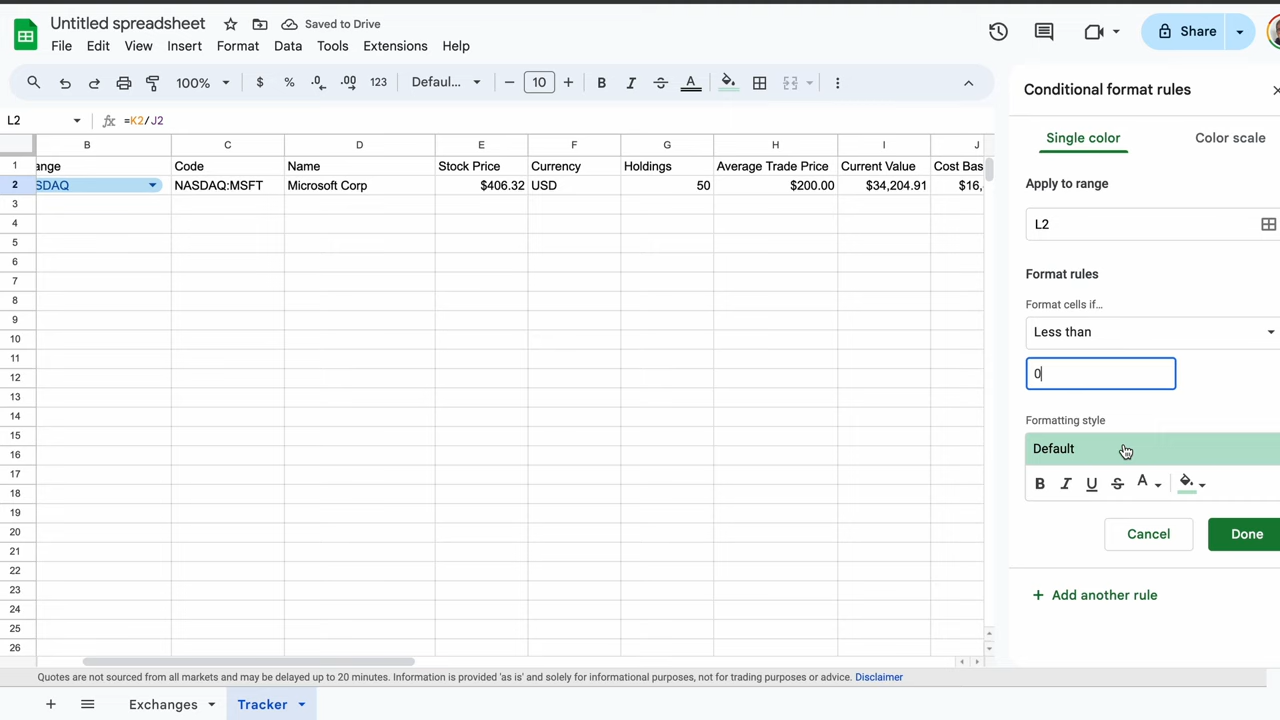 Untitled spreadsheet Saved to Drive
File Edit View Insert Format Data Tools Extensions Help
Share
100% $ % .0 .00 123 Defaul... 10 B I S A
L2 fx =K2/J2
B C D E F G H I J
1 ange Code Name Stock Price Currency Holdings Average Trade Price Current Value Cost Bas
2 SDAQ NASDAQ:MSFT Microsoft Corp $406.32 USD 50 $200.00 $34,204.91 $16,
3
4
5
6
7
8
9
10
11
12
13
14
15
16
17
18
19
20
21
22
23
24
25
26
Quotes are not sourced from all markets and may be delayed up to 20 minutes. Information is provided 'as is' and solely for informational purposes, not for trading purposes or advice. Disclaimer
Exchanges Tracker
Conditional format rules
Single color Color scale
Apply to range
L2
Format rules
Format cells if…
Less than
0
Formatting style
Default
B I U S A
Cancel Done
+ Add another rule